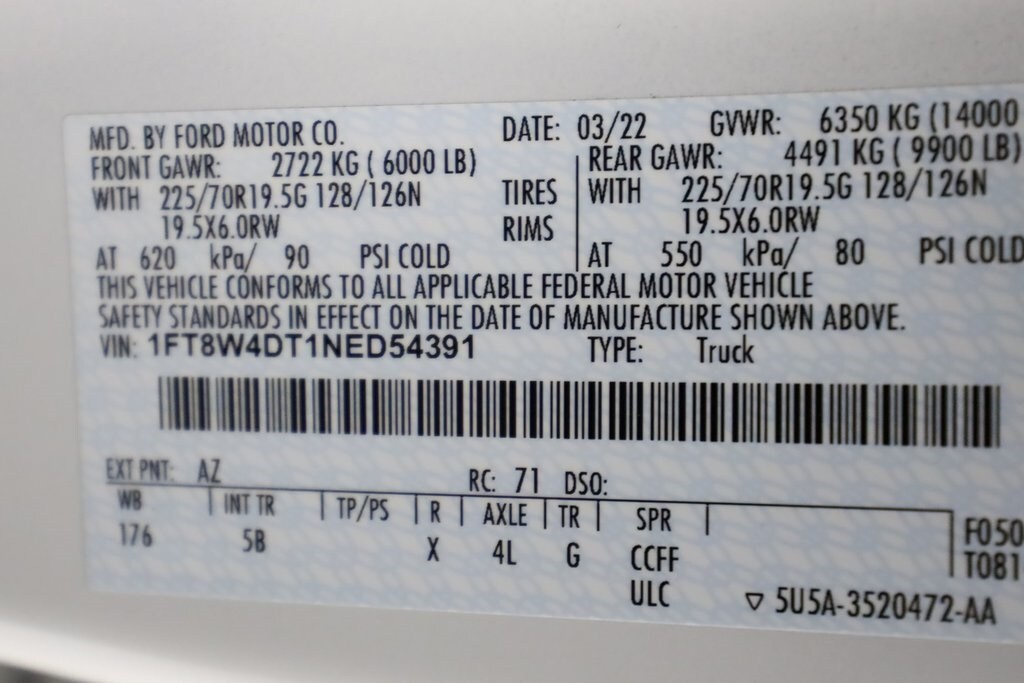 MFD. BY FORD MOTOR CO. DATE: 03/22 GVWR: 6350 KG (14000
FRONT GAWR: 2722 KG ( 6000 LB) REAR GAWR: 4491 KG ( 9900 LB)
WITH 225/70R19.5G 128/126N TIRES WITH 225/70R19.5G 128/126N
19.5X6.0RW RIMS 19.5X6.0RW
AT 620 kPa/ 90 PSI COLD AT 550 kPa/ 80 PSI COLD
THIS VEHICLE CONFORMS TO ALL APPLICABLE FEDERAL MOTOR VEHICLE
SAFETY STANDARDS IN EFFECT ON THE DATE OF MANUFACTURE SHOWN ABOVE.
VIN: 1FT8W4DT1NED54391 TYPE: Truck
EXT PNT: AZ RC: 71 DSO:
WB | INT TR | TP/PS | R | AXLE | TR | SPR | F050
176 5B X 4L G CCFF T081
ULC ▽ 5U5A-3520472-AA